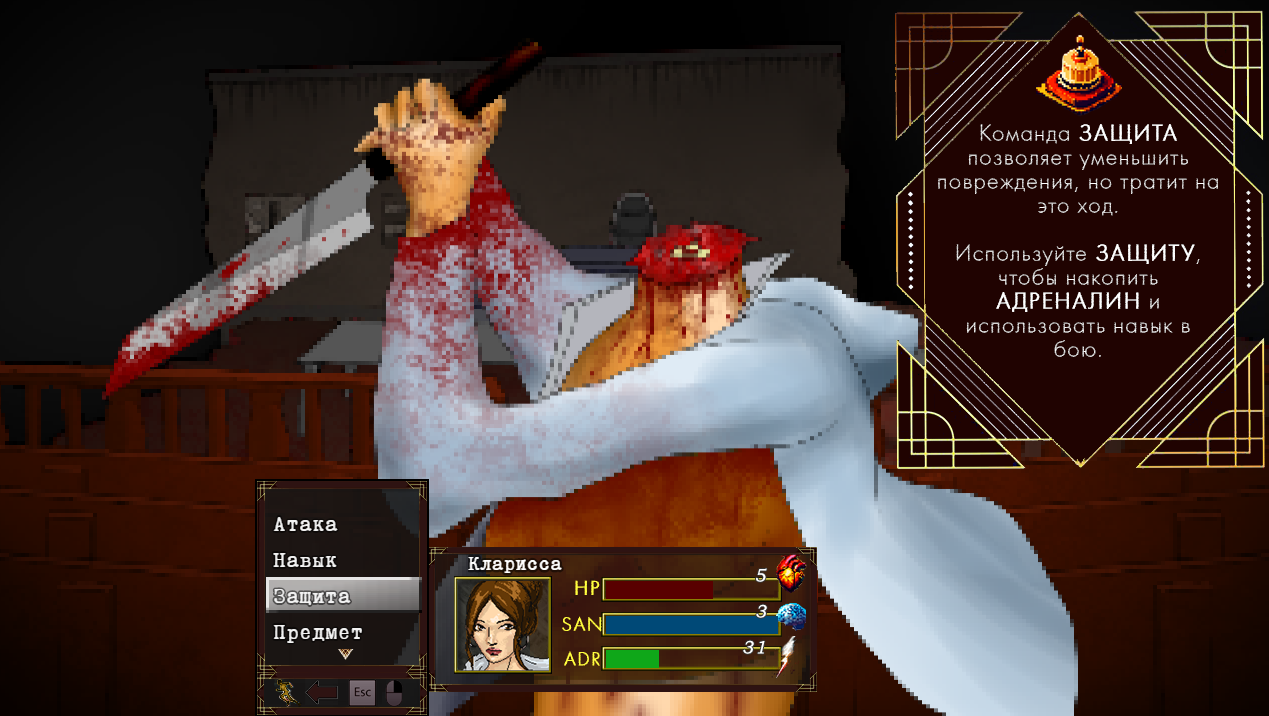 Команда ЗАЩИТА
позволяет уменьшить
повреждения, но тратит на
это ход.
Используйте ЗАЩИТУ,
чтобы накопить
АДРЕНАЛИН и
использовать навык в
бою.
Атака
Навык
Защита
Предмет
Esc
Кларисса
HP 5
SAN 3
ADR 31